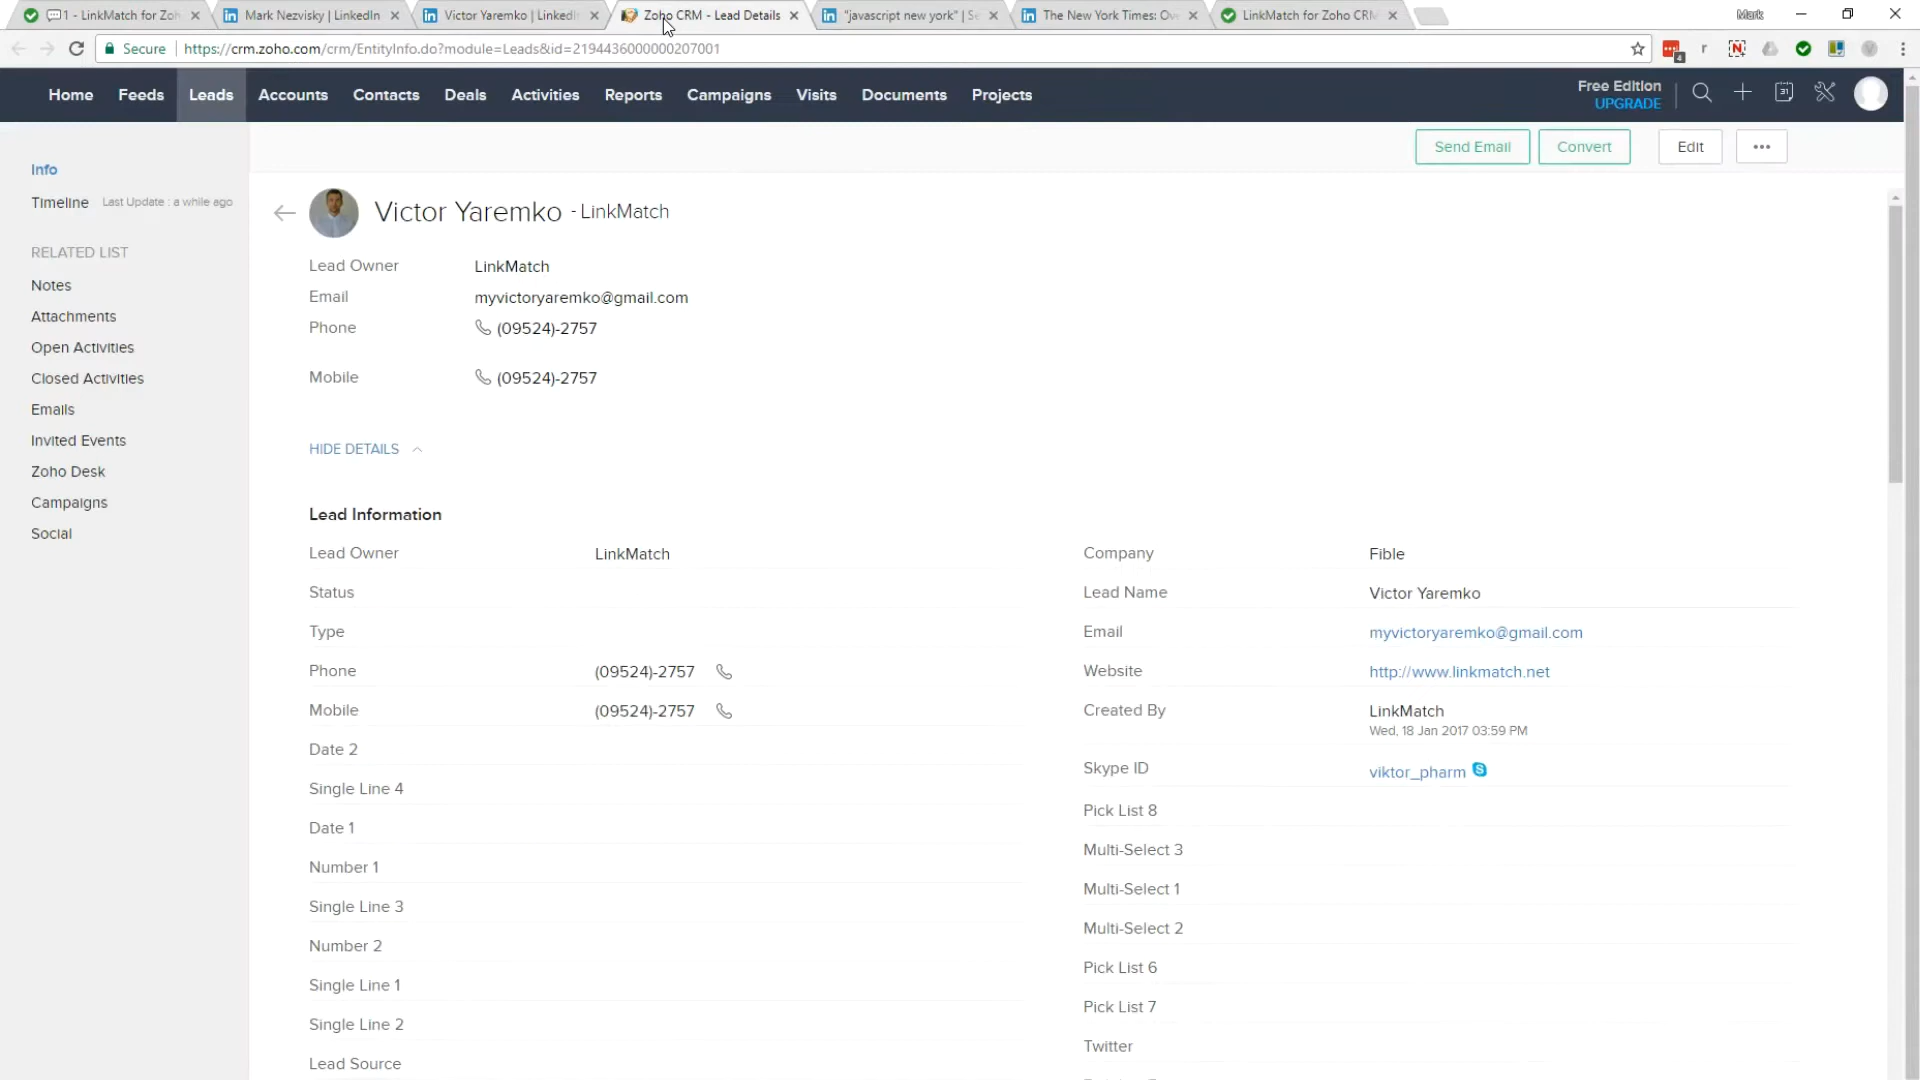 1 - LinkMatch for Zoh
Mark Nezvisky | LinkedIn
Victor Yaremko | LinkedIn
Zoho CRM - Lead Details
"javascript new york" | Se
The New York Times: Ov
LinkMatch for Zoho CRM
Mark
Secure
https://crm.zoho.com/crm/EntityInfo.do?module=Leads&id=2194436000000207001
4
r
N
Home
Feeds
Leads
Accounts
Contacts
Deals
Activities
Reports
Campaigns
Visits
Documents
Projects
Free Edition
UPGRADE
31
Send Email
Convert
Edit
Info
Timeline Last Update : a while ago
RELATED LIST
Notes
Attachments
Open Activities
Closed Activities
Emails
Invited Events
Zoho Desk
Campaigns
Social
Victor Yaremko - LinkMatch
Lead Owner LinkMatch
Email myvictoryaremko@gmail.com
Phone (09524)-2757
Mobile (09524)-2757
HIDE DETAILS
Lead Information
Lead Owner LinkMatch
Status
Type
Phone (09524)-2757
Mobile (09524)-2757
Date 2
Single Line 4
Date 1
Number 1
Single Line 3
Number 2
Single Line 1
Single Line 2
Lead Source
Company Fible
Lead Name Victor Yaremko
Email myvictoryaremko@gmail.com
Website http://www.linkmatch.net
Created By LinkMatch
Wed, 18 Jan 2017 03:59 PM
Skype ID viktor_pharm
Pick List 8
Multi-Select 3
Multi-Select 1
Multi-Select 2
Pick List 6
Pick List 7
Twitter